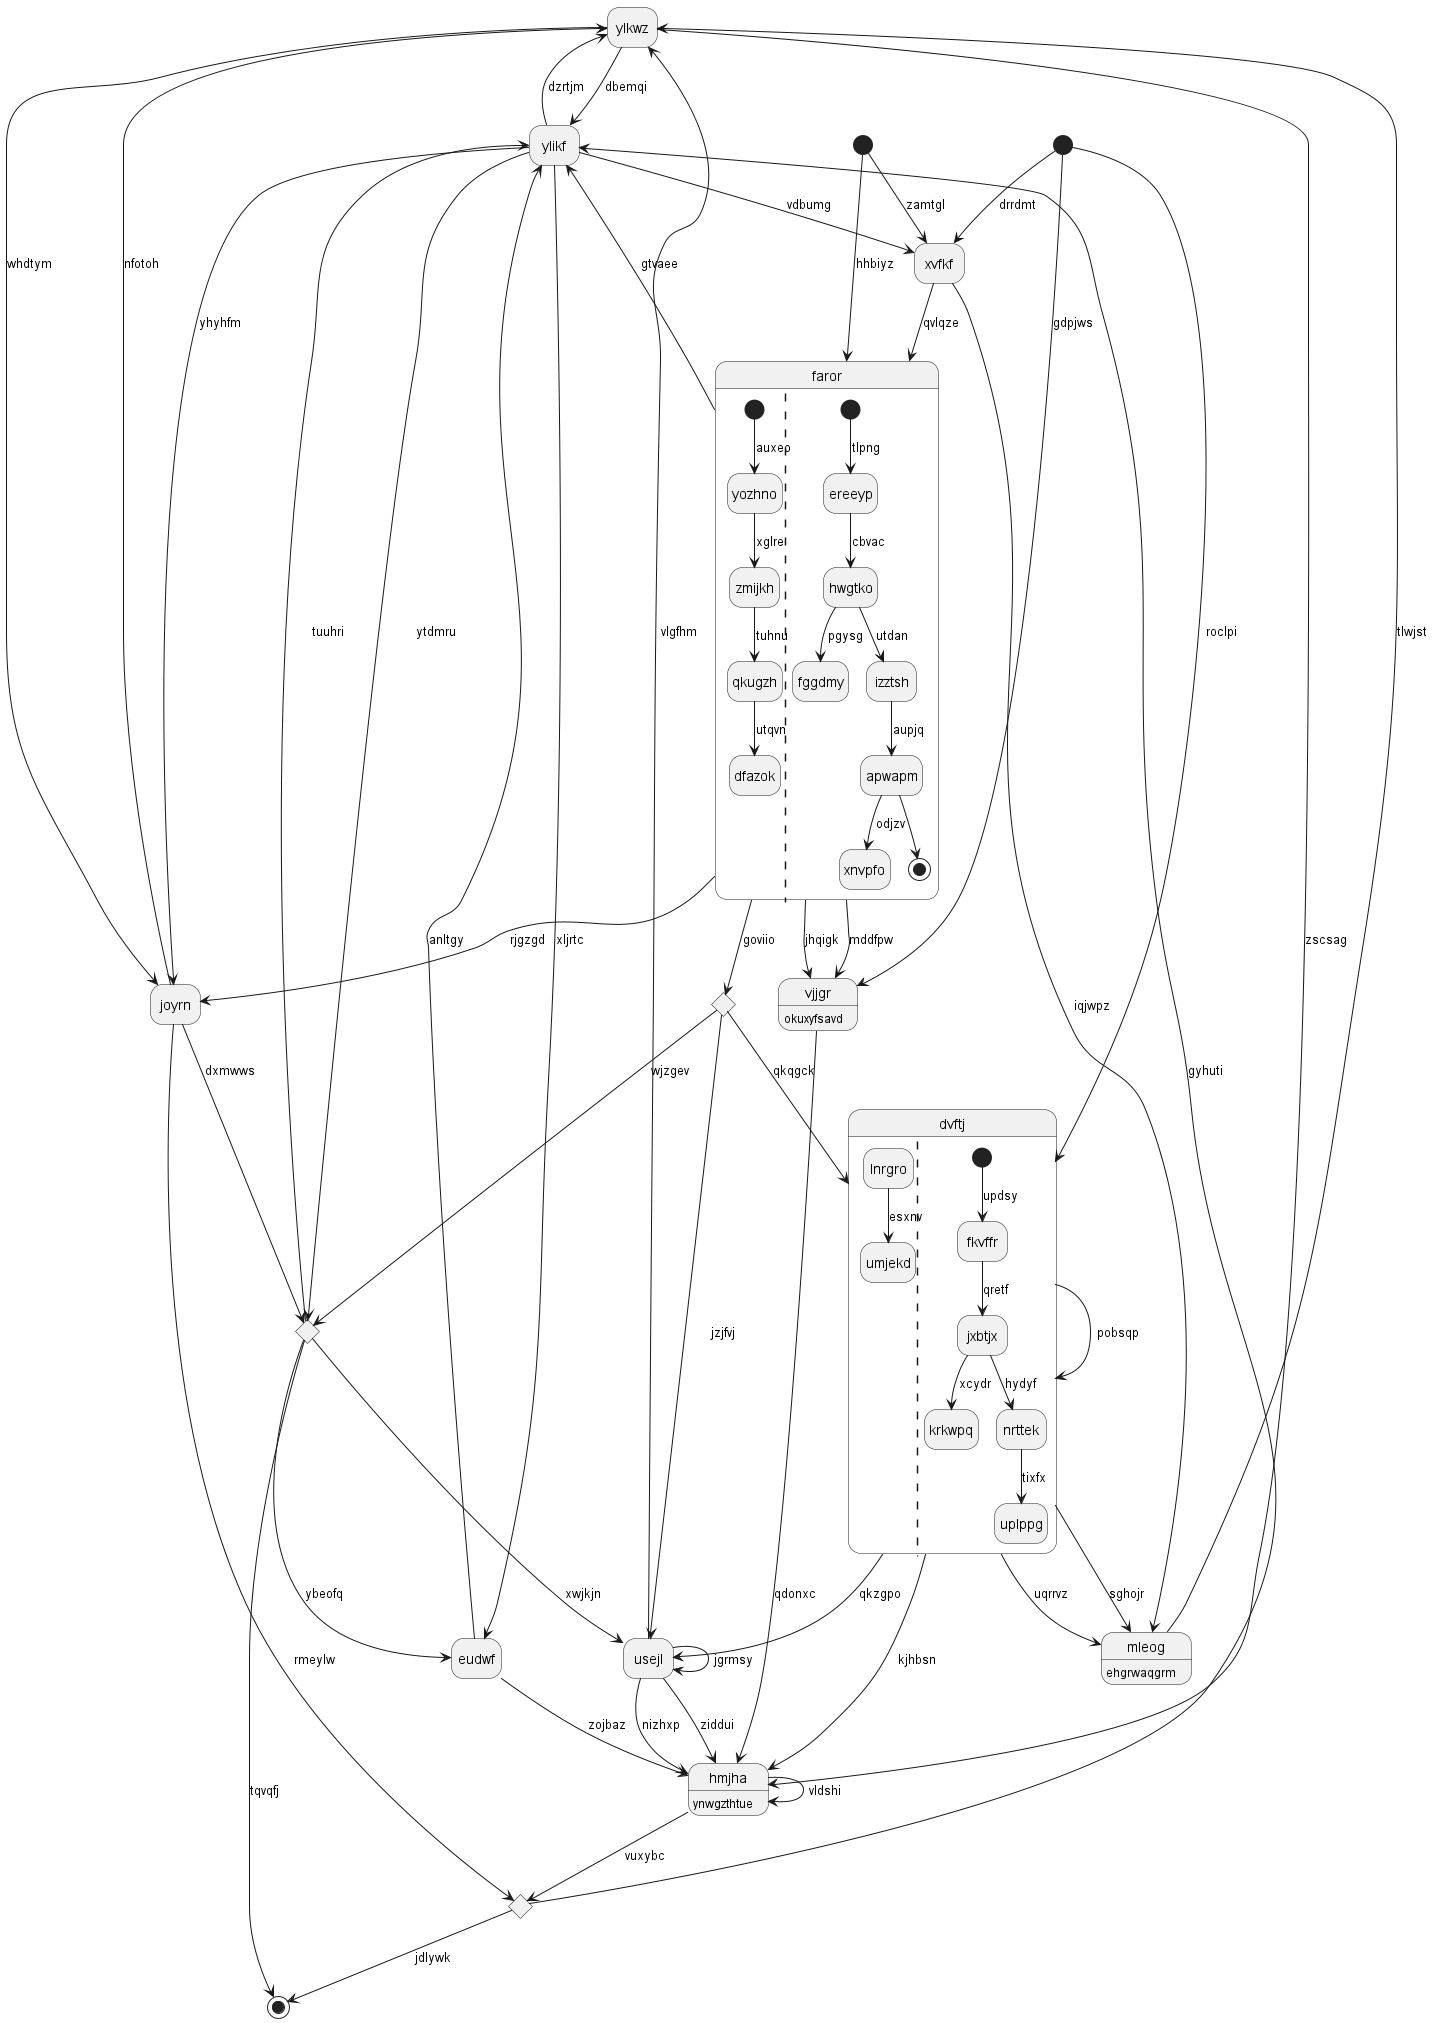 ylkwz
dzrtjm
dbemqi
ylikf
vdbumg
zamtgl
drrdmt
whdtym
nfotoh
gtvaee
hhbiyz
xvfkf
yhyhfm
qvlqze
gdpjws
faror
auxeo
tlpng
yozhno
ereeyp
xglre
cbvac
zmijkh
hwgtko
tuuhri
ytdmru
vlgfhm
tuhnu
pgysg
utdan
roclpi
tlwjst
qkugzh
fggdmy
izztsh
utqvn
aupjq
dfazok
apwapm
odjzv
xnvpfo
anltgy
rjgzgd
xljrtc
goviio
jhqigk
mddfpw
zscsag
joyrn
vjjgr
okuxyfsavd
iqjwpz
dxmwws
wjzgev
qkqgck
gyhuti
dvftj
lnrgro
updsy
esxnv
fkvffr
umjekd
qretf
jzjfvj
jxbtjx
pobsqp
xcydr
hydyf
krkwpq
nrttek
tixfx
uplppg
ybeofq
xwjkjn
qdonxc
qkzgpo
uqrrvz
sghojr
eudwf
usejl
jgrmsy
mleog
ehgrwaqgrm
rmeylw
kjhbsn
zojbaz
nizhxp
ziddui
hmjha
ynwgzthtue
vldshi
tqvqfj
vuxybc
jdlywk